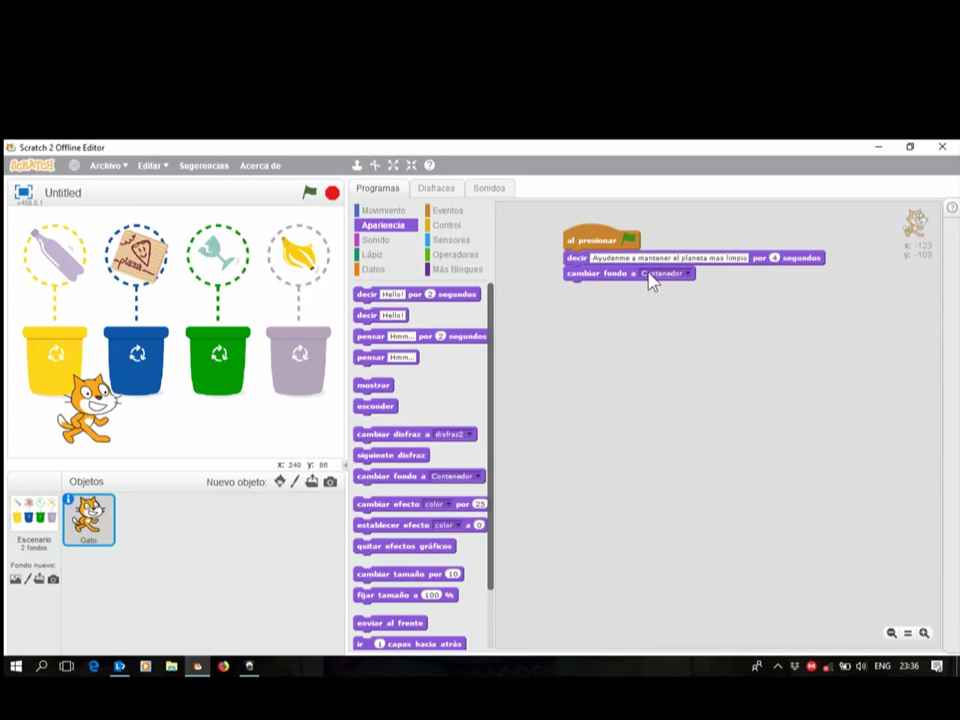 Scratch 2 Offline Editor
SCRATCH Archivo Editar Sugerencias Acerca de
Untitled
v458.0.1
pizza
x: 240 y: 86
Objetos Nuevo objeto:
Escenario
2 fondos
Fondo nuevo:
Gato
Programas Disfraces Sonidos
Movimiento Eventos
Apariencia Control
Sonido Sensores
Lápiz Operadores
Datos Más Bloques
decir Hello! por 2 segundos
decir Hello!
pensar Hmm... por 2 segundos
pensar Hmm...
mostrar
esconder
cambiar disfraz a disfraz2
siguiente disfraz
cambiar fondo a Contenedor
cambiar efecto color por 25
establecer efecto color a 0
quitar efectos gráficos
cambiar tamaño por 10
fijar tamaño a 100 %
enviar al frente
ir 1 capas hacia atrás
al presionar
decir Ayudenme a mantener el planeta mas limpio por 4 segundos
cambiar fondo a Contenedor
x: -123
y: -109
ENG 23:36